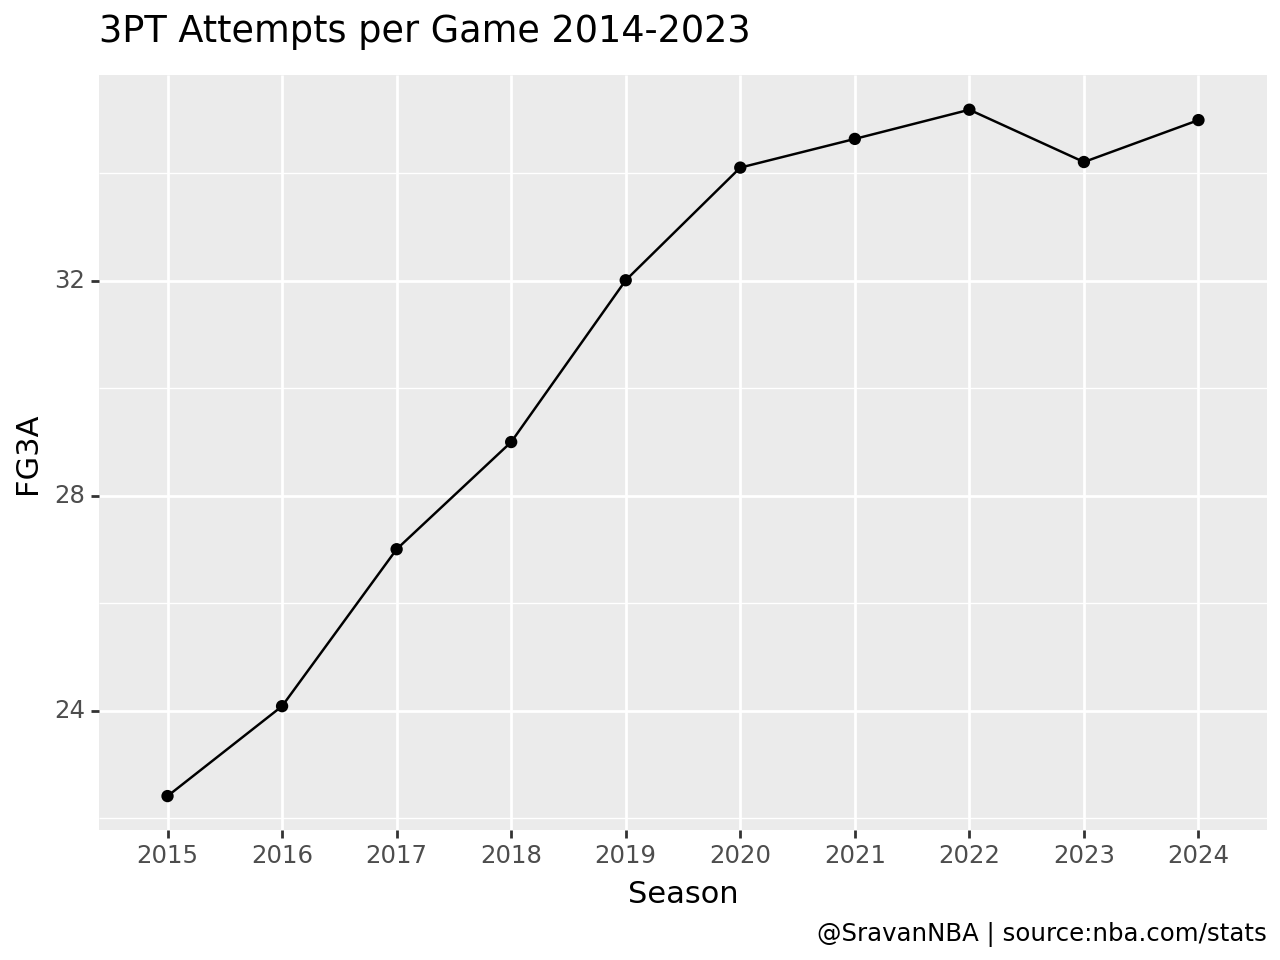 3PT Attempts per Game 2014-2023
FG3A
32
28
24
2015 2016 2017 2018 2019 2020 2021 2022 2023 2024
Season
@SravanNBA | source:nba.com/stats